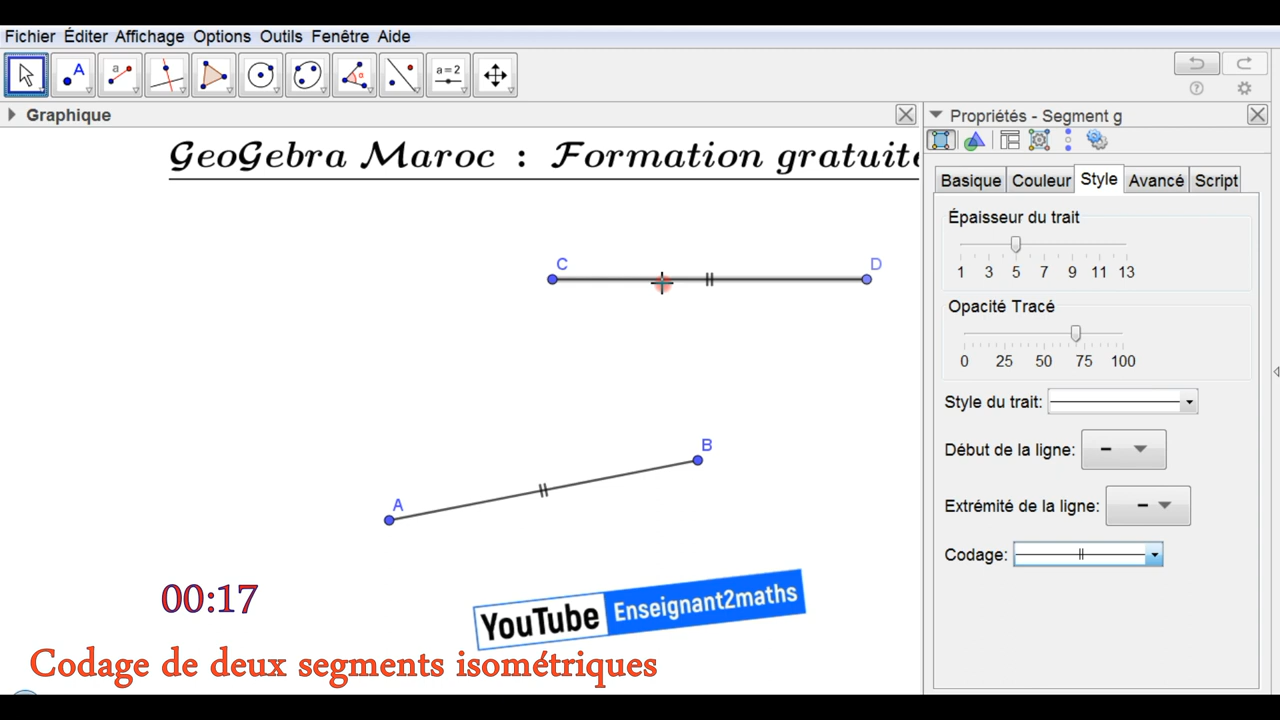 Fichier Éditer Affichage Options Outils Fenêtre Aide
A a α a=2
Graphique
Propriétés - Segment g
GeoGebra Maroc : Formation gratuite
Basique Couleur Style Avancé Script
Épaisseur du trait
1 3 5 7 9 11 13
C D
Opacité Tracé
0 25 50 75 100
Style du trait:
B
Début de la ligne:
A
Extrémité de la ligne:
Codage:
00:17
YouTube Enseignant2maths
Codage de deux segments isométriques